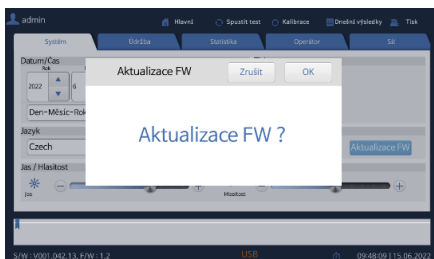 admin
Hlavní
Spustit test
Kalibrace
Dnešní výsledky
Tisk
Systém
Údržba
Statistika
Operátor
Síť
Datum/Čas
Rok
2022
6
Den-Měsíc-Rok
Aktualizace FW
Zrušit
OK
Aktualizace FW ?
Jazyk
Czech
Aktualizace FW
Jas / Hlasitost
Jas
Hlasitost
S/W : V001.042.13, F/W : 1.2
USB
09:48:09 | 15.06.2022